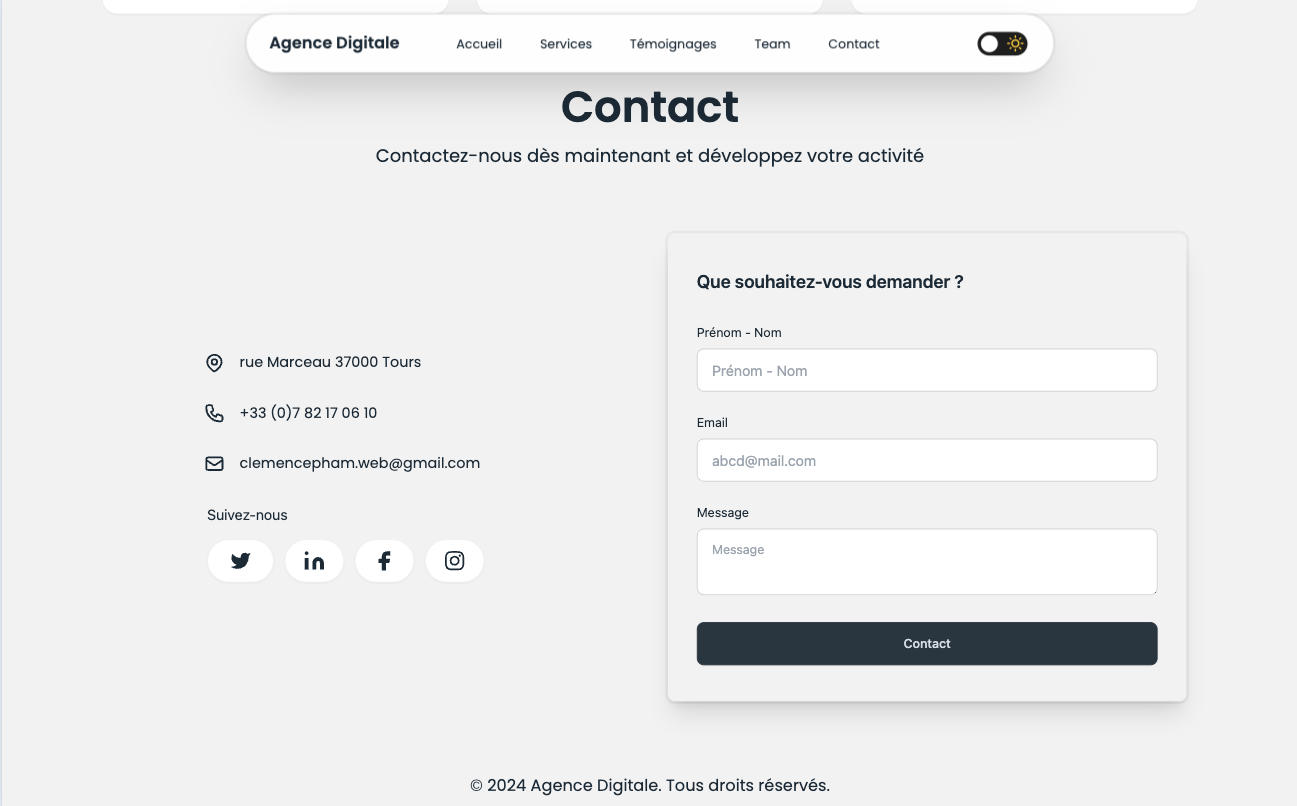 Agence Digitale
Accueil
Services
Témoignages
Team
Contact
Contact
Contactez-nous dès maintenant et développez votre activité
rue Marceau 37000 Tours
+33 (0)7 82 17 06 10
clemencepham.web@gmail.com
Suivez-nous
Que souhaitez-vous demander ?
Prénom - Nom
Prénom - Nom
Email
abcd@mail.com
Message
Message
Contact
© 2024 Agence Digitale. Tous droits réservés.